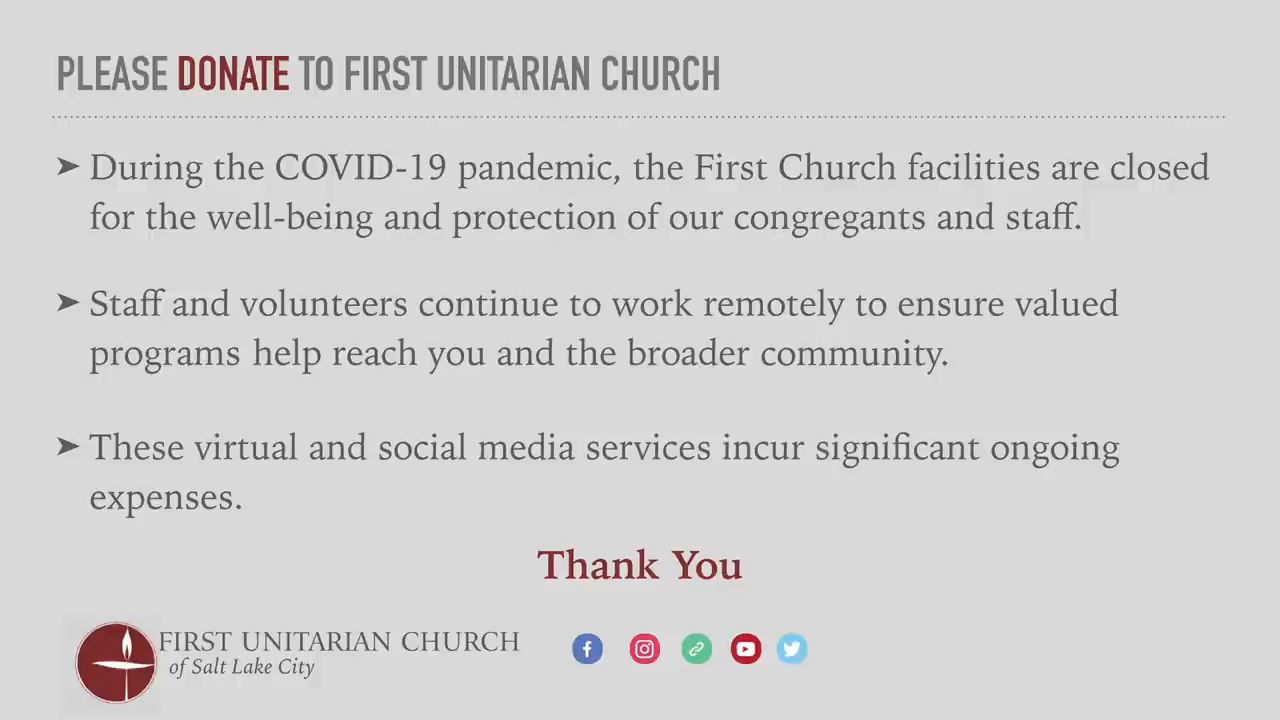 PLEASE DONATE TO FIRST UNITARIAN CHURCH
➤ During the COVID-19 pandemic, the First Church facilities are closed
for the well-being and protection of our congregants and staff.
➤ Staff and volunteers continue to work remotely to ensure valued
programs help reach you and the broader community.
➤ These virtual and social media services incur significant ongoing
expenses.
Thank You
FIRST UNITARIAN CHURCH
of Salt Lake City